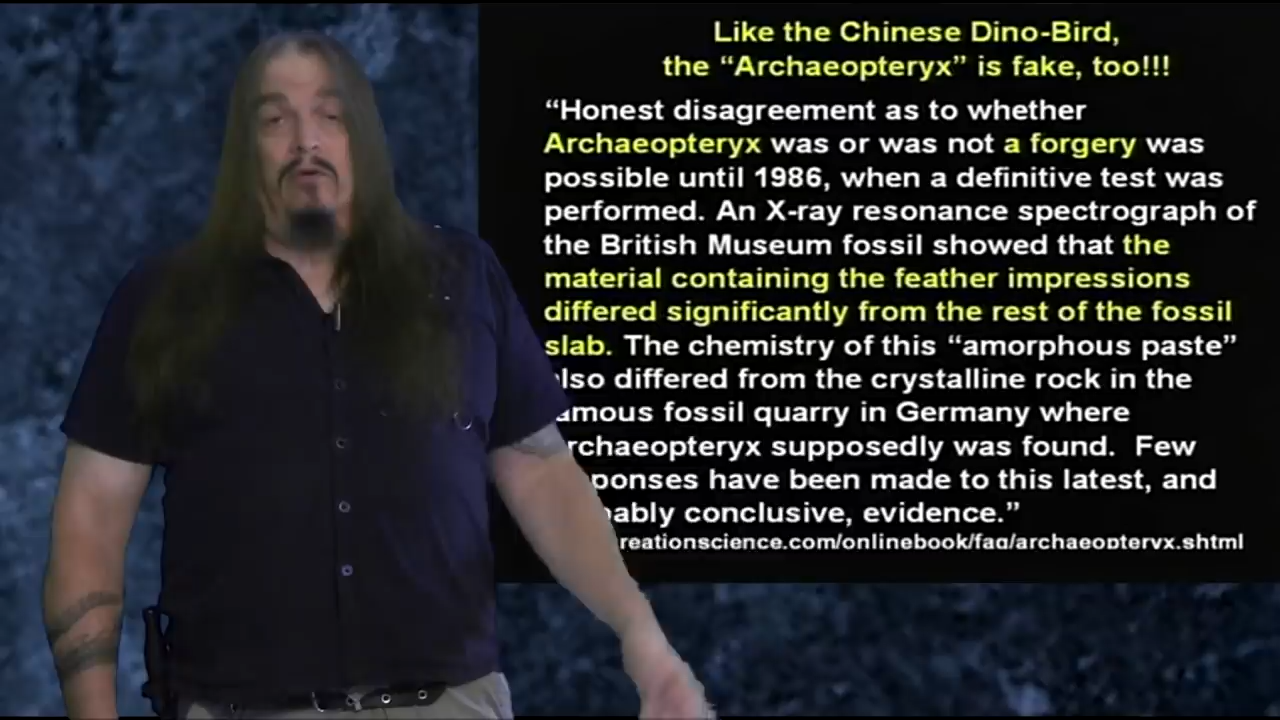 Like the Chinese Dino-Bird,
the “Archaeopteryx” is fake, too!!!
“Honest disagreement as to whether
Archaeopteryx was or was not a forgery was
possible until 1986, when a definitive test was
performed. An X-ray resonance spectrograph of
the British Museum fossil showed that the
material containing the feather impressions
differed significantly from the rest of the fossil
slab. The chemistry of this “amorphous paste”
also differed from the crystalline rock in the
amous fossil quarry in Germany where
rchaeopteryx supposedly was found. Few
ponses have been made to this latest, and
ably conclusive, evidence.”
reationscience.com/onlinebook/faq/archaeopteryx.shtml